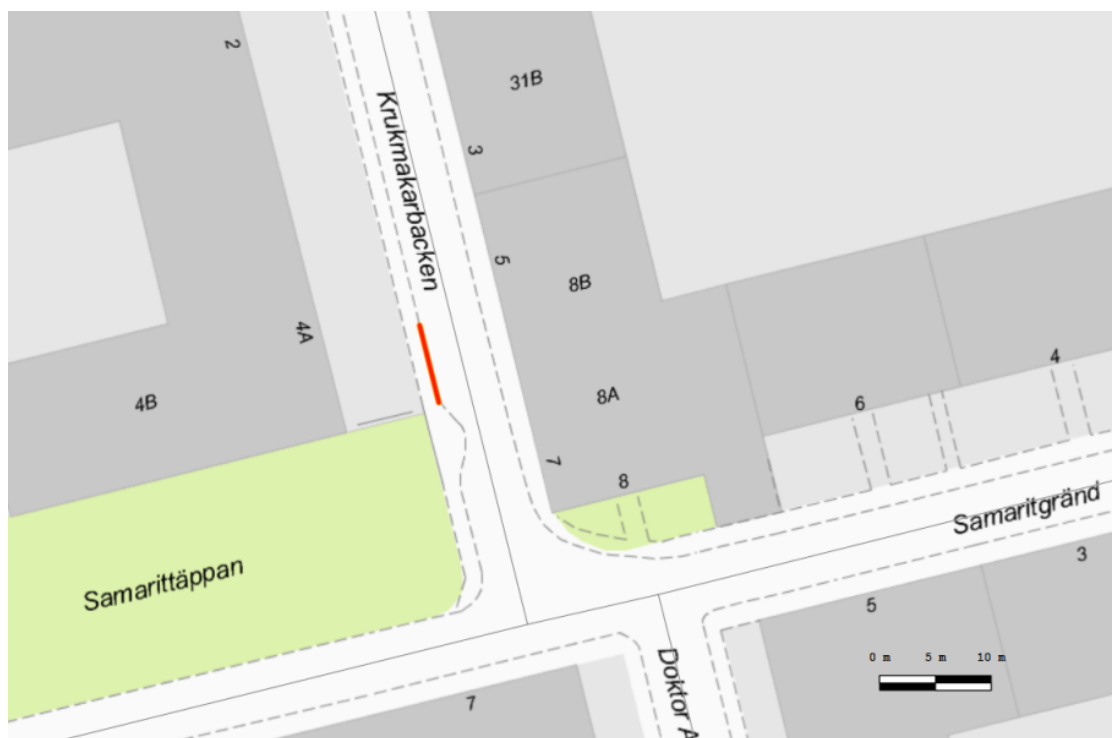 2
31B
Krukmakarbacken
3
5
8B
4A
4B
8A
4
6
7
8
Samaritgränd
Samarittäppan
3
5
0 m 5 m 10 m
Doktor A
7